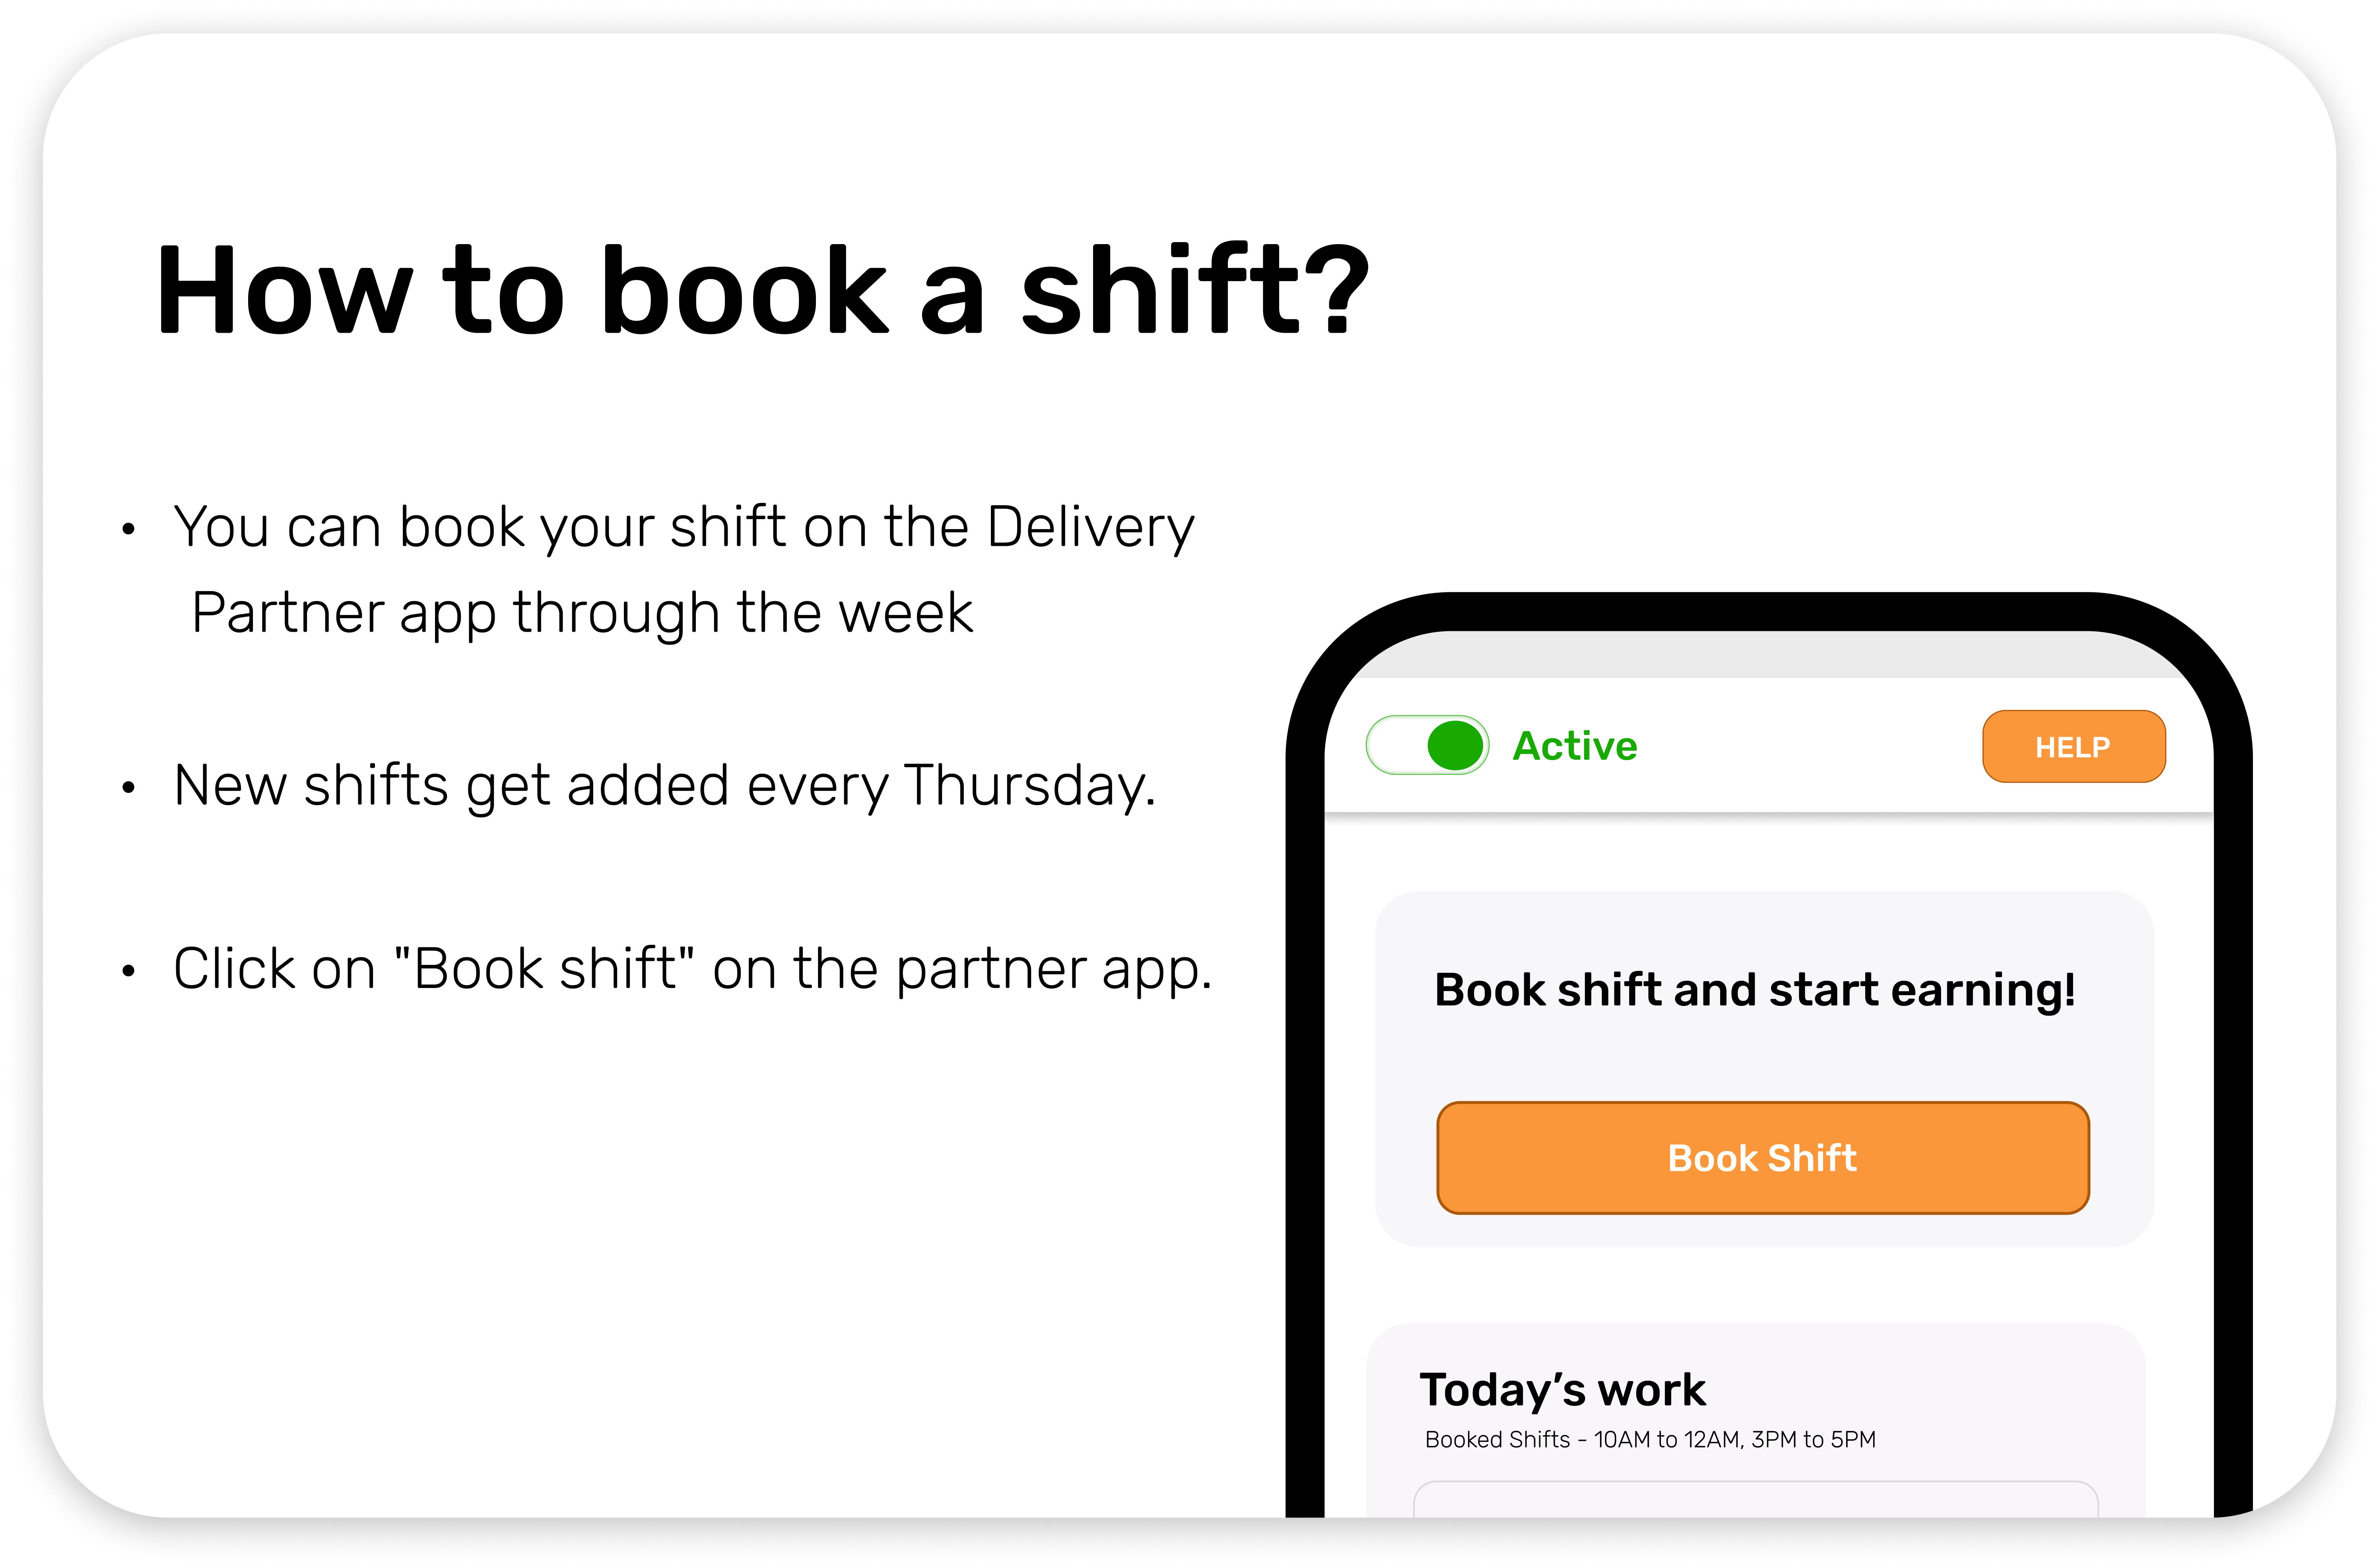 How to book a shift?
• You can book your shift on the Delivery
Partner app through the week
• New shifts get added every Thursday.
• Click on "Book shift" on the partner app.
Active
HELP
Book shift and start earning!
Book Shift
Today’s work
Booked Shifts - 10AM to 12AM, 3PM to 5PM